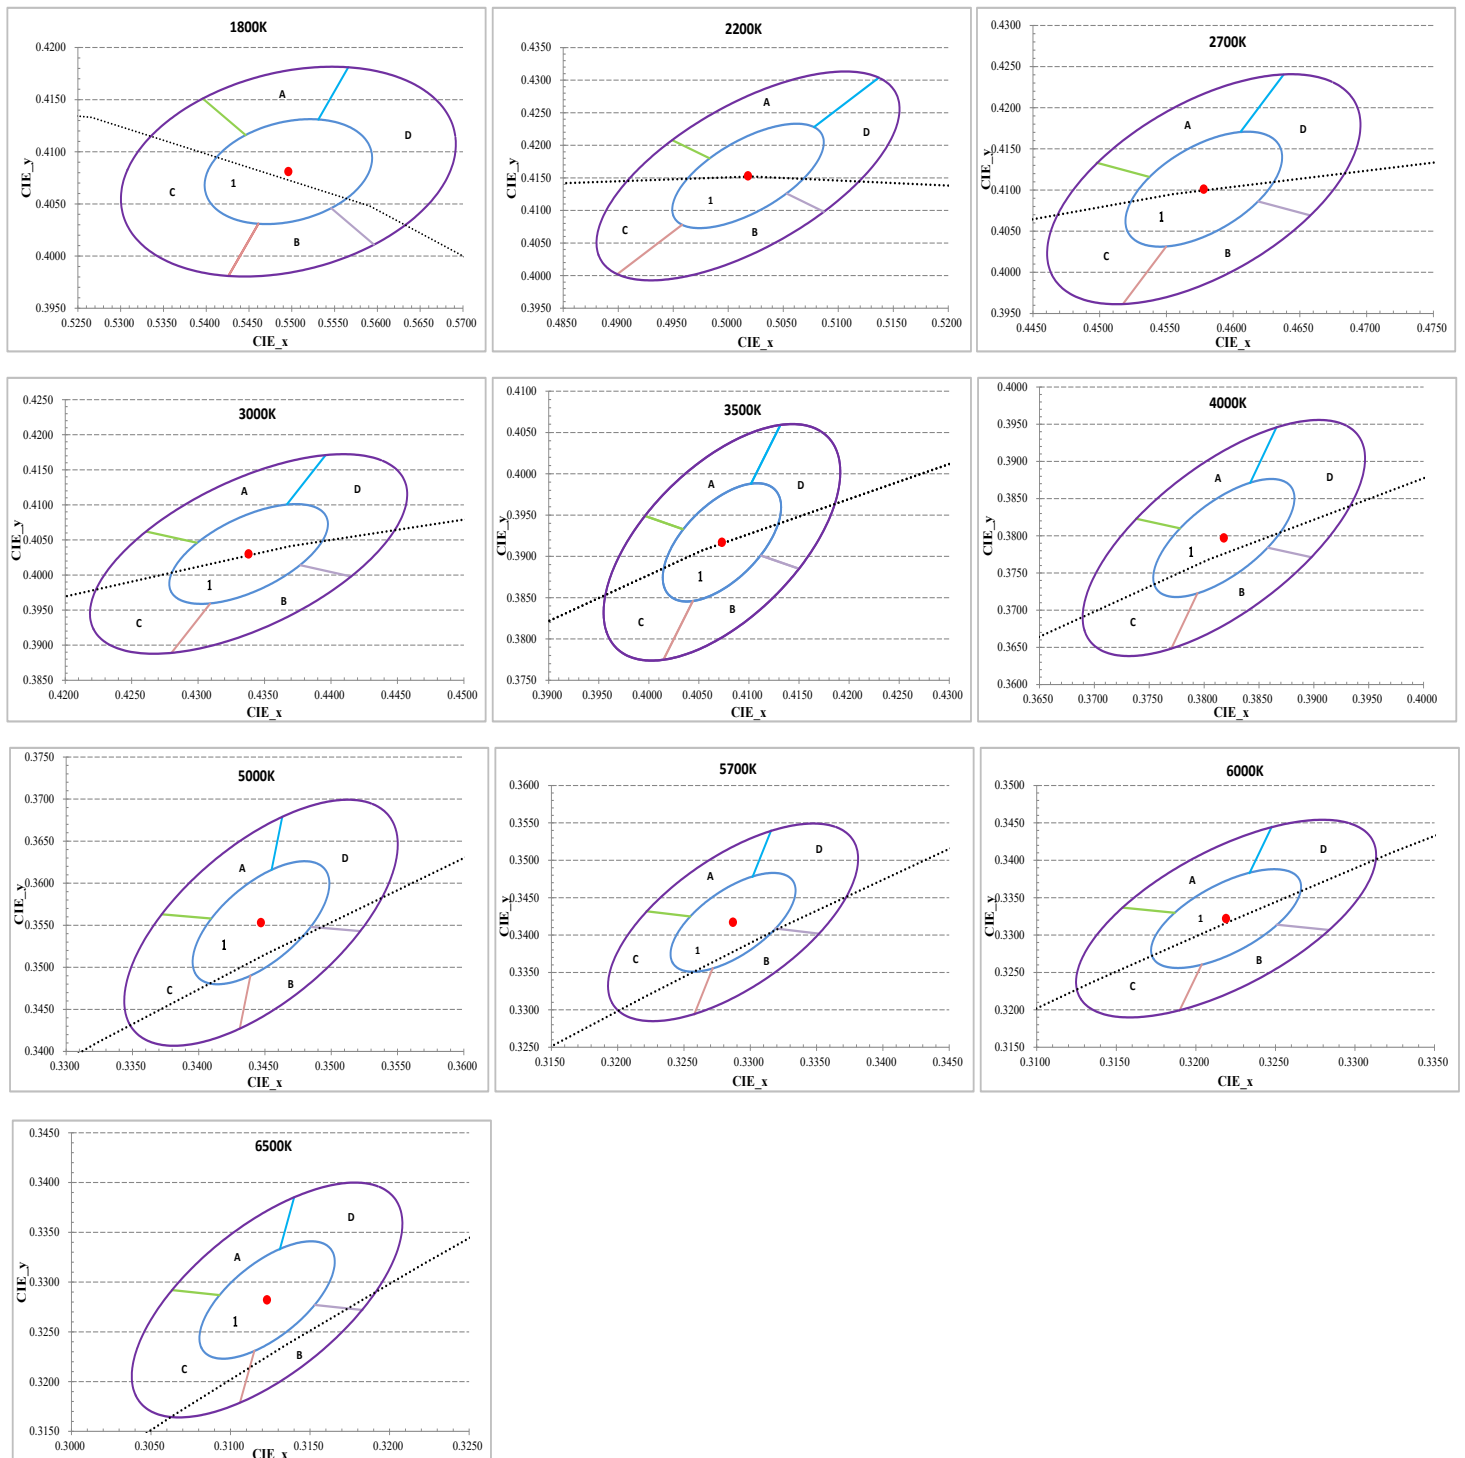 1800K
0.4200
0.4150
0.4100
0.4050
0.4000
0.3950
CIE_y
A
D
C
1
B
0.5250 0.5300 0.5350 0.5400 0.5450 0.5500 0.5550 0.5600 0.5650 0.5700
CIE_x
2200K
0.4350
0.4300
0.4250
0.4200
0.4150
0.4100
0.4050
0.4000
0.3950
CIE_y
A
D
1
C
B
0.4850 0.4900 0.4950 0.5000 0.5050 0.5100 0.5150 0.5200
CIE_x
2700K
0.4300
0.4250
0.4200
0.4150
0.4100
0.4050
0.4000
0.3950
CIE_y
A
D
1
C
B
0.4450 0.4500 0.4550 0.4600 0.4650 0.4700 0.4750
CIE_x
3000K
0.4250
0.4200
0.4150
0.4100
0.4050
0.4000
0.3950
0.3900
0.3850
CIE_y
A
D
1
B
C
0.4200 0.4250 0.4300 0.4350 0.4400 0.4450 0.4500
CIE_x
3500K
0.4100
0.4050
0.4000
0.3950
0.3900
0.3850
0.3800
0.3750
CIE_y
A
D
1
B
C
0.3900 0.3950 0.4000 0.4050 0.4100 0.4150 0.4200 0.4250 0.4300
CIE_x
4000K
0.4000
0.3950
0.3900
0.3850
0.3800
0.3750
0.3700
0.3650
0.3600
CIE_y
A
D
1
B
C
0.3650 0.3700 0.3750 0.3800 0.3850 0.3900 0.3950 0.4000
CIE_x
5000K
0.3750
0.3700
0.3650
0.3600
0.3550
0.3500
0.3450
0.3400
CIE_y
A
D
1
C
B
0.3300 0.3350 0.3400 0.3450 0.3500 0.3550 0.3600
CIE_x
5700K
0.3600
0.3550
0.3500
0.3450
0.3400
0.3350
0.3300
0.3250
CIE_y
A
D
1
C
B
0.3150 0.3200 0.3250 0.3300 0.3350 0.3400 0.3450
CIE_x
6000K
0.3500
0.3450
0.3400
0.3350
0.3300
0.3250
0.3200
0.3150
CIE_y
A
D
1
B
C
0.3100 0.3150 0.3200 0.3250 0.3300 0.3350
CIE_x
6500K
0.3450
0.3400
0.3350
0.3300
0.3250
0.3200
0.3150
CIE_y
A
D
1
C
B
0.3000 0.3050 0.3100 0.3150 0.3200 0.3250
CIE_x